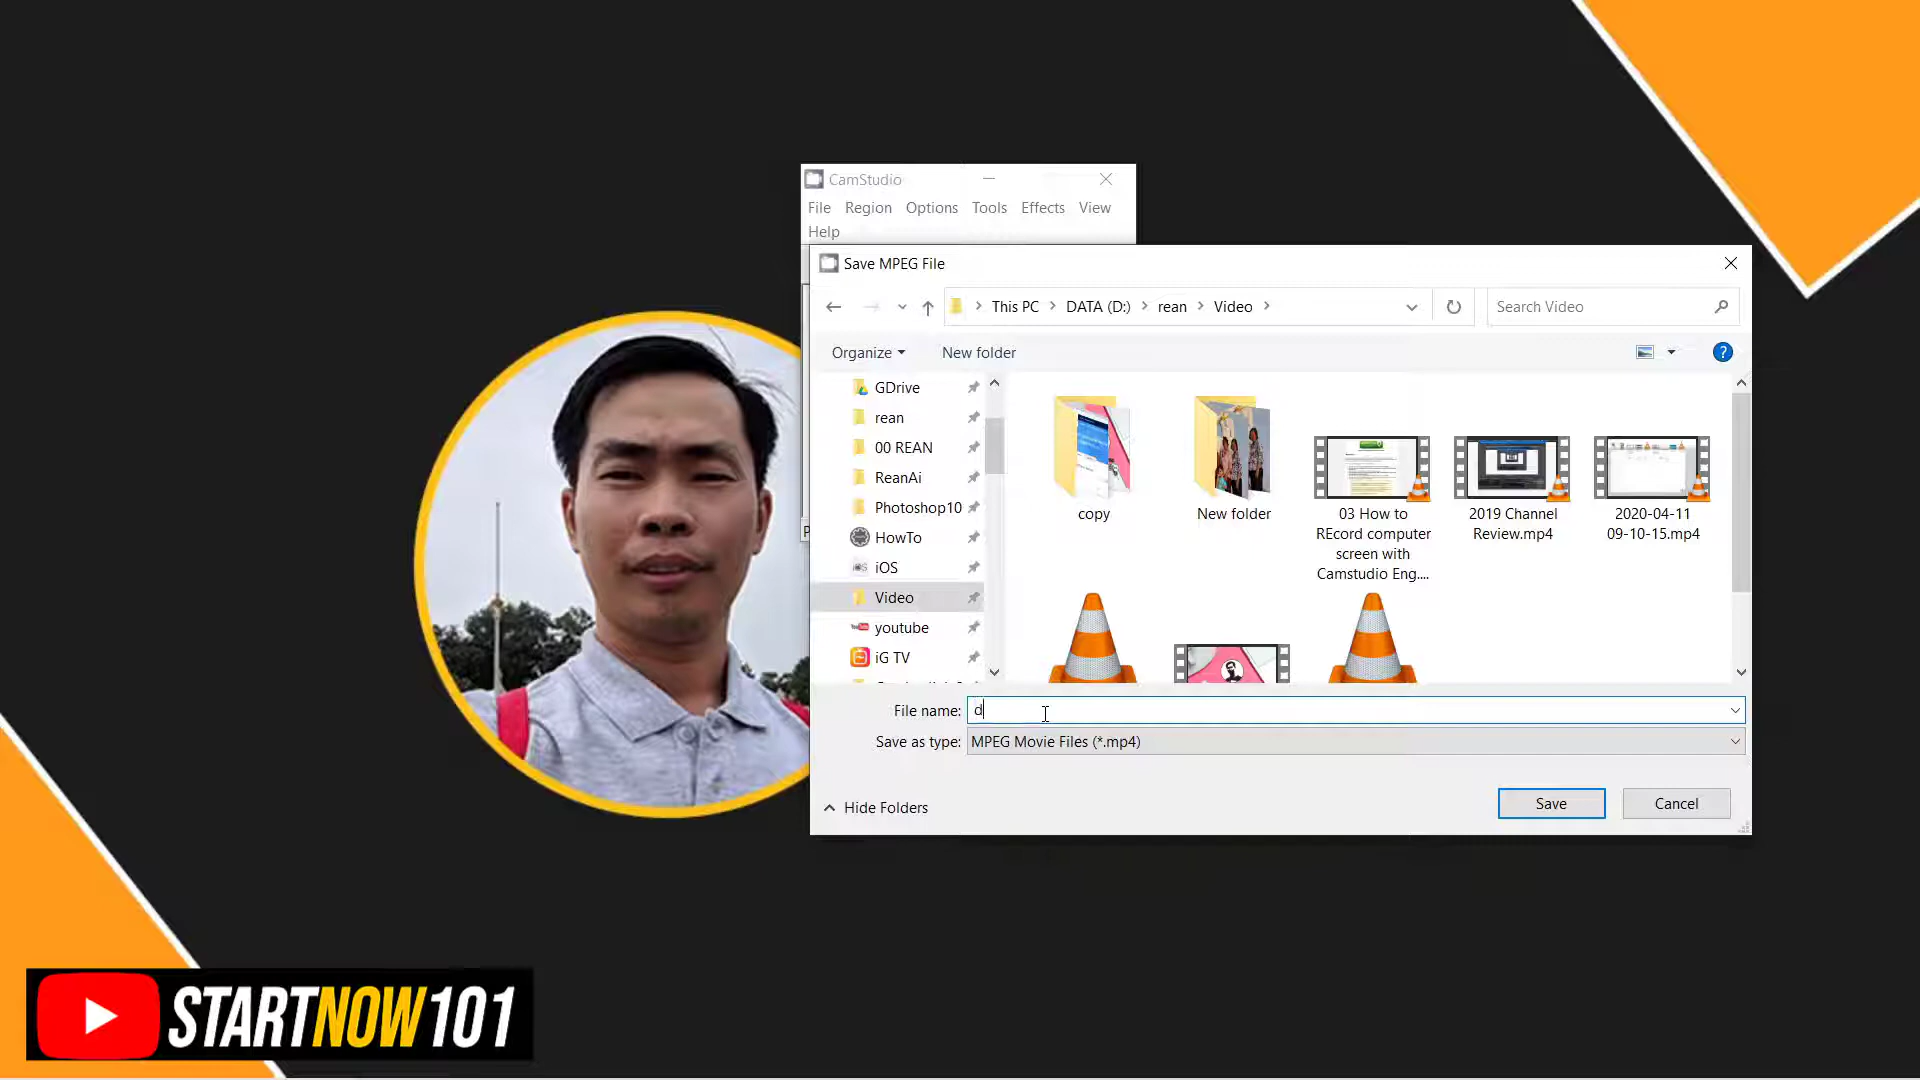 CamStudio
File Region Options Tools Effects View
Help
Save MPEG File
This PC DATA (D:) rean Video
Search Video
Organize New folder
GDrive
rean
00 REAN
ReanAi
Photoshop10
HowTo
iOS
Video
youtube
iG TV
copy
New folder
03 How to
REcord computer
screen with
Camstudio Eng....
2019 Channel
Review.mp4
2020-04-11
09-10-15.mp4
File name: d
Save as type: MPEG Movie Files (*.mp4)
Hide Folders
Save Cancel
STARTNOW101